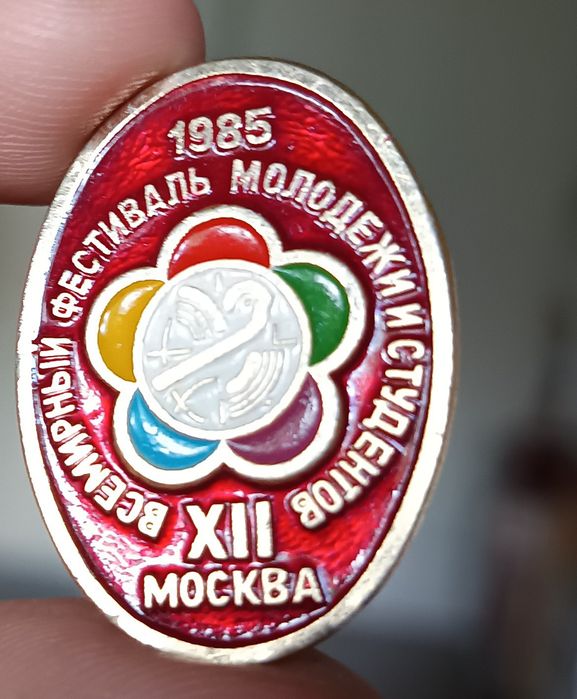 1985
ВСЕМИРНЫЙ ФЕСТИВАЛЬ МОЛОДЕЖИ И СТУДЕНТОВ
XII
МОСКВА